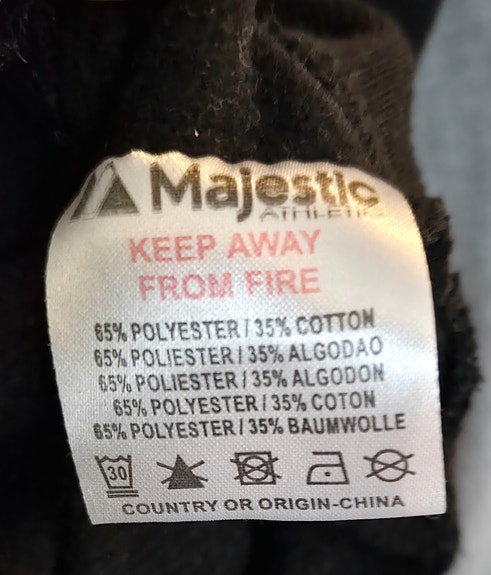 Majestic
ATHLETIC
KEEP AWAY
FROM FIRE
65% POLYESTER / 35% COTTON
65% POLIESTER / 35% ALGODAO
65% POLIESTER / 35% ALGODON
65% POLYESTER / 35% COTON
65% POLYESTER / 35% BAUMWOLLE
30
COUNTRY OR ORIGIN-CHINA